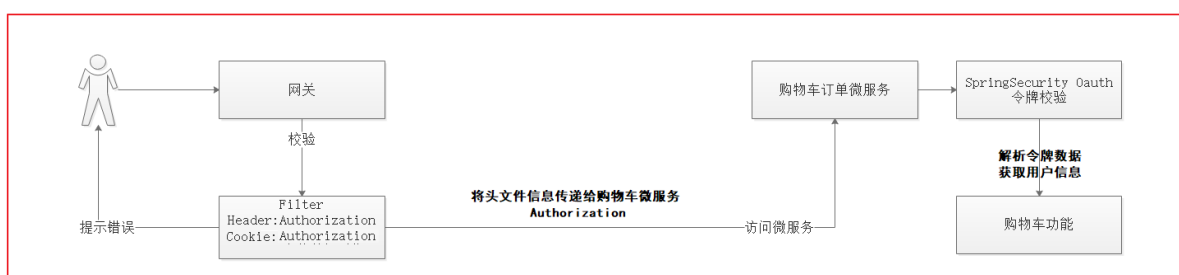 网关
购物车订单微服务
SpringSecurity Oauth
令牌校验
校验
解析令牌数据
获取用户信息
将头文件信息传递给购物车微服务
Authorization
Filter
Header:Authorization
Cookie:Authorization
提示错误
访问微服务
购物车功能